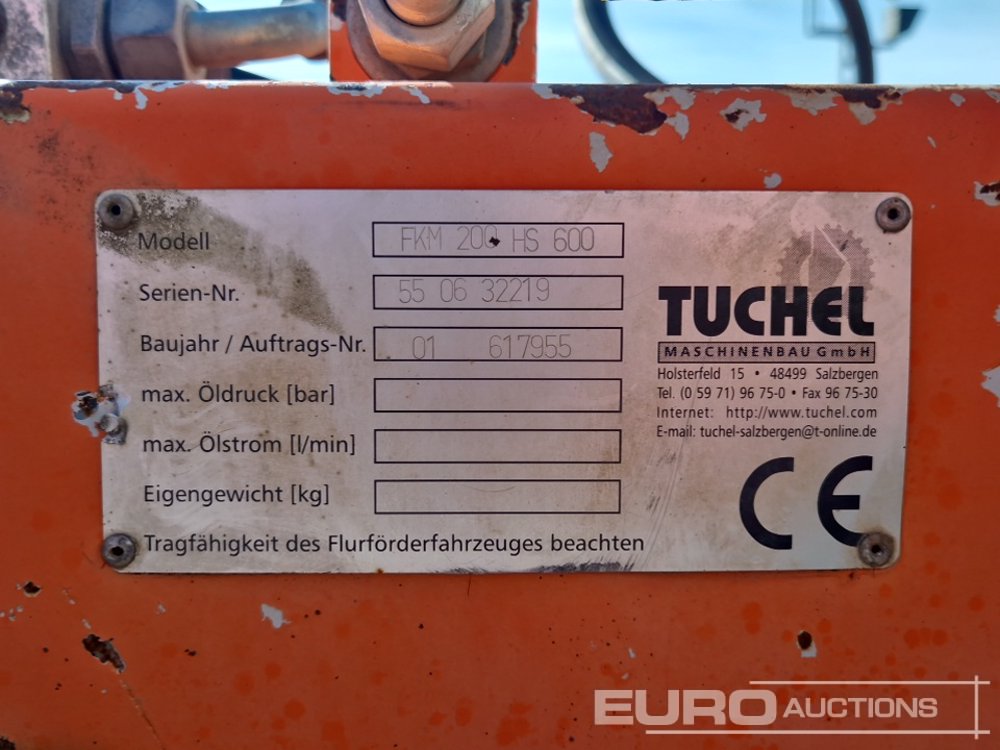 Modell FKM 200 HS 600
Serien-Nr. 55 06 32219
Baujahr / Auftrags-Nr. 01 617955
max. Öldruck [bar]
max. Ölstrom [l/min]
Eigengewicht [kg]
Tragfähigkeit des Flurförderfahrzeuges beachten
TUCHEL
MASCHINENBAU GmbH
Holsterfeld 15 • 48499 Salzbergen
Tel. (0 59 71) 96 75-0 • Fax 96 75-30
Internet: http://www.tuchel.com
E-mail: tuchel-salzbergen@t-online.de
CE
EURO AUCTIONS